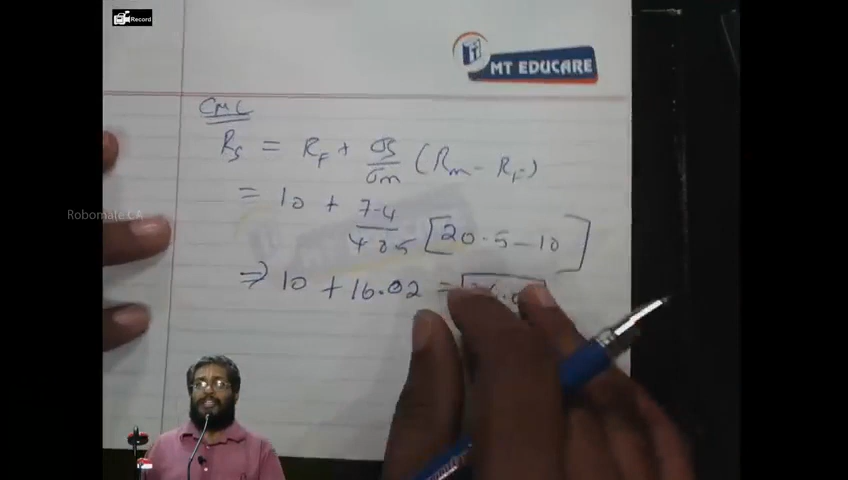 Record
MT EDUCARE
CML
Rs = RF + σs/σm (Rm - RF)
= 10 + 7.4/4.85 [20.5 - 10]
⇒ 10 + 16.02 =
Robomate CA